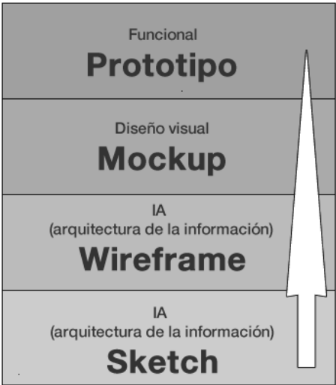 Funcional
Prototipo
Diseño visual
Mockup
IA
(arquitectura de la información)
Wireframe
IA
(arquitectura de la información)
Sketch